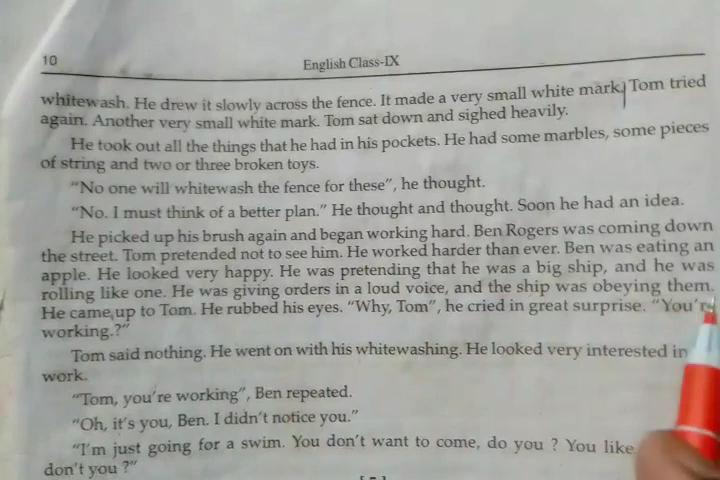 10
English Class-IX
whitewash. He drew it slowly across the fence. It made a very small white mark. Tom tried
again. Another very small white mark. Tom sat down and sighed heavily.
He took out all the things that he had in his pockets. He had some marbles, some pieces
of string and two or three broken toys.
“No one will whitewash the fence for these”, he thought.
“No. I must think of a better plan.” He thought and thought. Soon he had an idea.
He picked up his brush again and began working hard. Ben Rogers was coming down
the street. Tom pretended not to see him. He worked harder than ever. Ben was eating an
apple. He looked very happy. He was pretending that he was a big ship, and he was
rolling like one. He was giving orders in a loud voice, and the ship was obeying them.
He came up to Tom. He rubbed his eyes. “Why, Tom”, he cried in great surprise.
working.?”
Tom said nothing. He went on with his whitewashing. He looked very interested in
work.
“Tom, you’re working”, Ben repeated.
“Oh, it’s you, Ben. I didn’t notice you.”
“I’m just going for a swim. You don’t want to come, do you ? You like
don’t you ?”